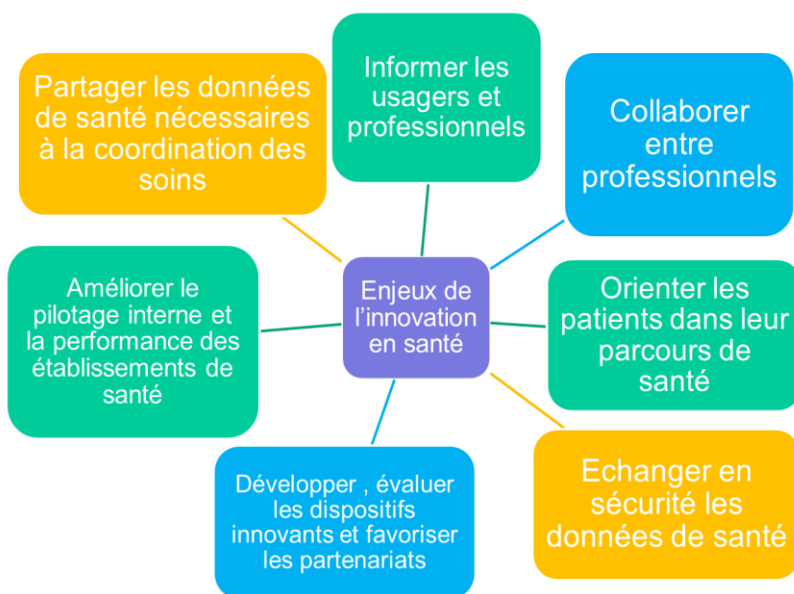 Partager les données
de santé nécessaires
à la coordination des
soins
Informer les
usagers et
professionnels
Collaborer
entre
professionnels
Améliorer le
pilotage interne et
la performance des
établissements de
santé
Enjeux de
l’innovation
en santé
Orienter les
patients dans leur
parcours de
santé
Développer , évaluer
les dispositifs
innovants et favoriser
les partenariats
Echanger en
sécurité les
données de santé